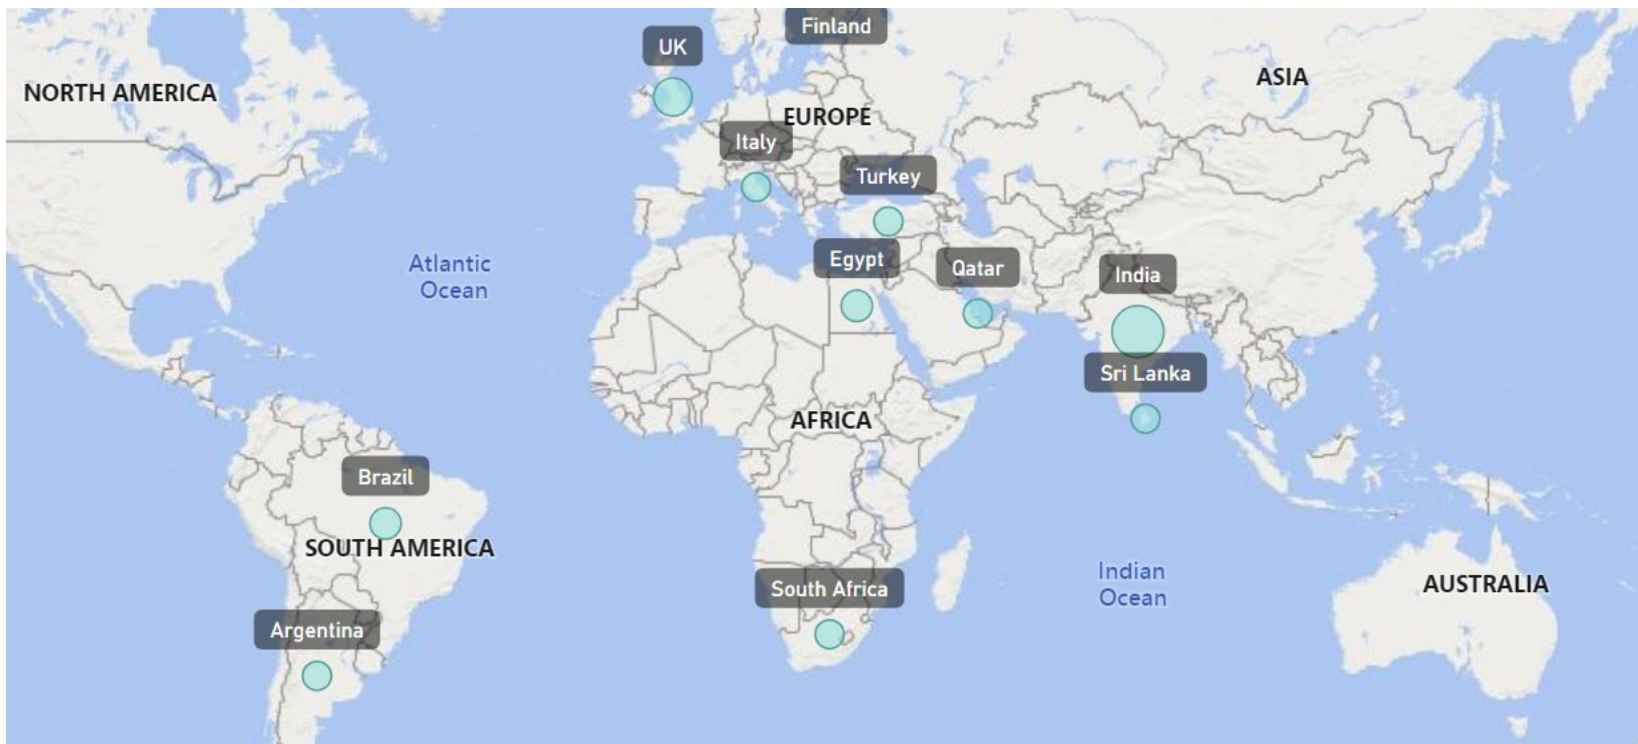 Finland
UK
ASIA
NORTH AMERICA
EUROPE
Italy
Turkey
Egypt
Qatar
India
Atlantic
Ocean
Sri Lanka
AFRICA
Brazil
SOUTH AMERICA
Indian
Ocean
AUSTRALIA
South Africa
Argentina